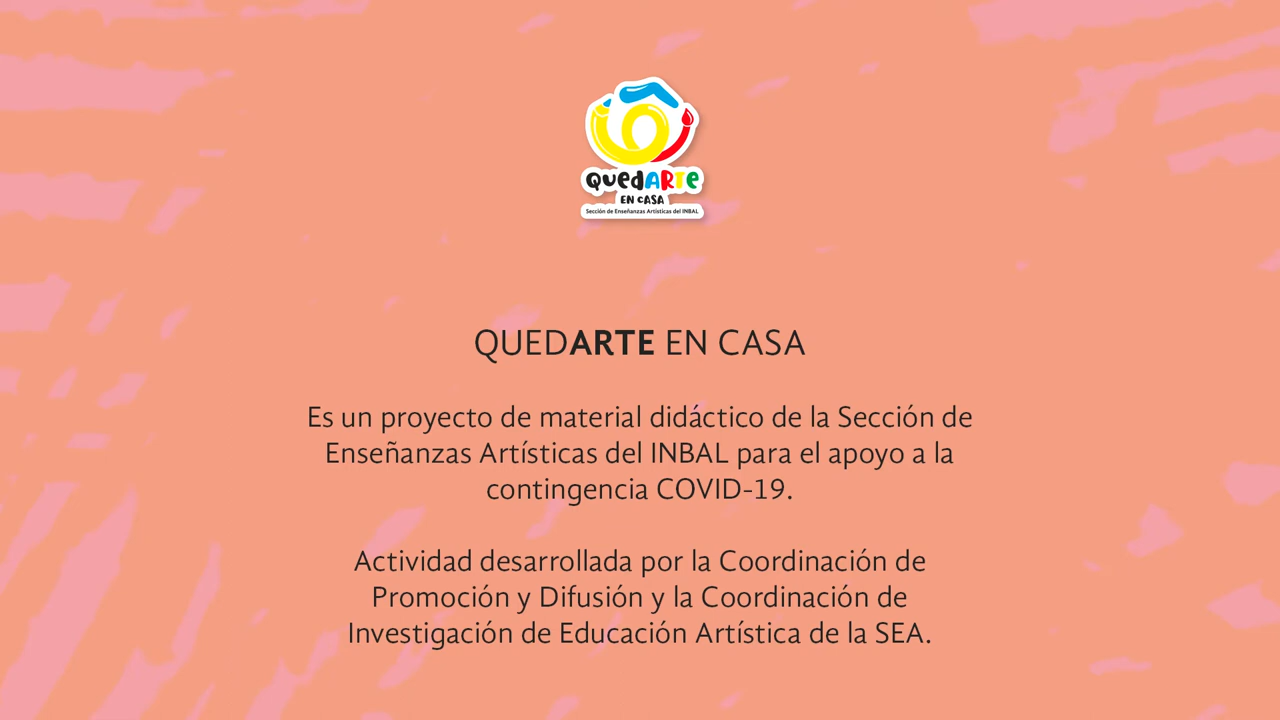 QuedARTE
EN CASA
Sección de Enseñanzas Artísticas del INBAL
QUEDARTE EN CASA
Es un proyecto de material didáctico de la Sección de
Enseñanzas Artísticas del INBAL para el apoyo a la
contingencia COVID-19.
Actividad desarrollada por la Coordinación de
Promoción y Difusión y la Coordinación de
Investigación de Educación Artística de la SEA.